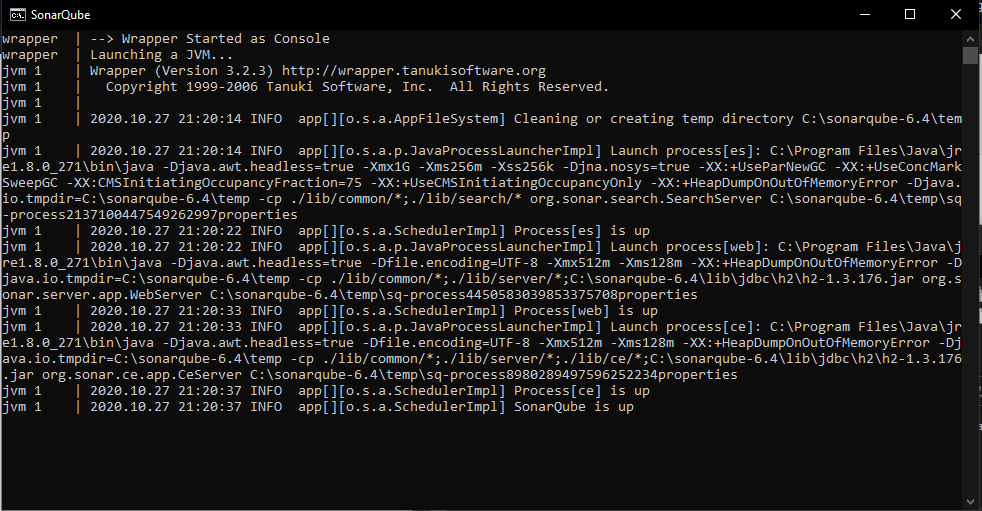 SonarQube
wrapper  | --> Wrapper Started as Console
wrapper  | Launching a JVM...
jvm 1    | Wrapper (Version 3.2.3) http://wrapper.tanukisoftware.org
jvm 1    |   Copyright 1999-2006 Tanuki Software, Inc.  All Rights Reserved.
jvm 1    |
jvm 1    | 2020.10.27 21:20:14 INFO  app[][o.s.a.AppFileSystem] Cleaning or creating temp directory C:\sonarqube-6.4\tem
p
jvm 1    | 2020.10.27 21:20:14 INFO  app[][o.s.a.p.JavaProcessLauncherImpl] Launch process[es]: C:\Program Files\Java\jr
e1.8.0_271\bin\java -Djava.awt.headless=true -Xmx1G -Xms256m -Xss256k -Djna.nosys=true -XX:+UseParNewGC -XX:+UseConcMark
SweepGC -XX:CMSInitiatingOccupancyFraction=75 -XX:+UseCMSInitiatingOccupancyOnly -XX:+HeapDumpOnOutOfMemoryError -Djava.
io.tmpdir=C:\sonarqube-6.4\temp -cp ./lib/common/*;./lib/search/* org.sonar.search.SearchServer C:\sonarqube-6.4\temp\sq
-process2137100447549262997properties
jvm 1    | 2020.10.27 21:20:22 INFO  app[][o.s.a.SchedulerImpl] Process[es] is up
jvm 1    | 2020.10.27 21:20:22 INFO  app[][o.s.a.p.JavaProcessLauncherImpl] Launch process[web]: C:\Program Files\Java\j
re1.8.0_271\bin\java -Djava.awt.headless=true -Dfile.encoding=UTF-8 -Xmx512m -Xms128m -XX:+HeapDumpOnOutOfMemoryError -D
java.io.tmpdir=C:\sonarqube-6.4\temp -cp ./lib/common/*;./lib/server/*;C:\sonarqube-6.4\lib\jdbc\h2\h2-1.3.176.jar org.s
onar.server.app.WebServer C:\sonarqube-6.4\temp\sq-process4450583039853375708properties
jvm 1    | 2020.10.27 21:20:33 INFO  app[][o.s.a.SchedulerImpl] Process[web] is up
jvm 1    | 2020.10.27 21:20:33 INFO  app[][o.s.a.p.JavaProcessLauncherImpl] Launch process[ce]: C:\Program Files\Java\jr
e1.8.0_271\bin\java -Djava.awt.headless=true -Dfile.encoding=UTF-8 -Xmx512m -Xms128m -XX:+HeapDumpOnOutOfMemoryError -Dj
ava.io.tmpdir=C:\sonarqube-6.4\temp -cp ./lib/common/*;./lib/server/*;./lib/ce/*;C:\sonarqube-6.4\lib\jdbc\h2\h2-1.3.176
.jar org.sonar.ce.app.CeServer C:\sonarqube-6.4\temp\sq-process8980289497596252234properties
jvm 1    | 2020.10.27 21:20:37 INFO  app[][o.s.a.SchedulerImpl] Process[ce] is up
jvm 1    | 2020.10.27 21:20:37 INFO  app[][o.s.a.SchedulerImpl] SonarQube is up